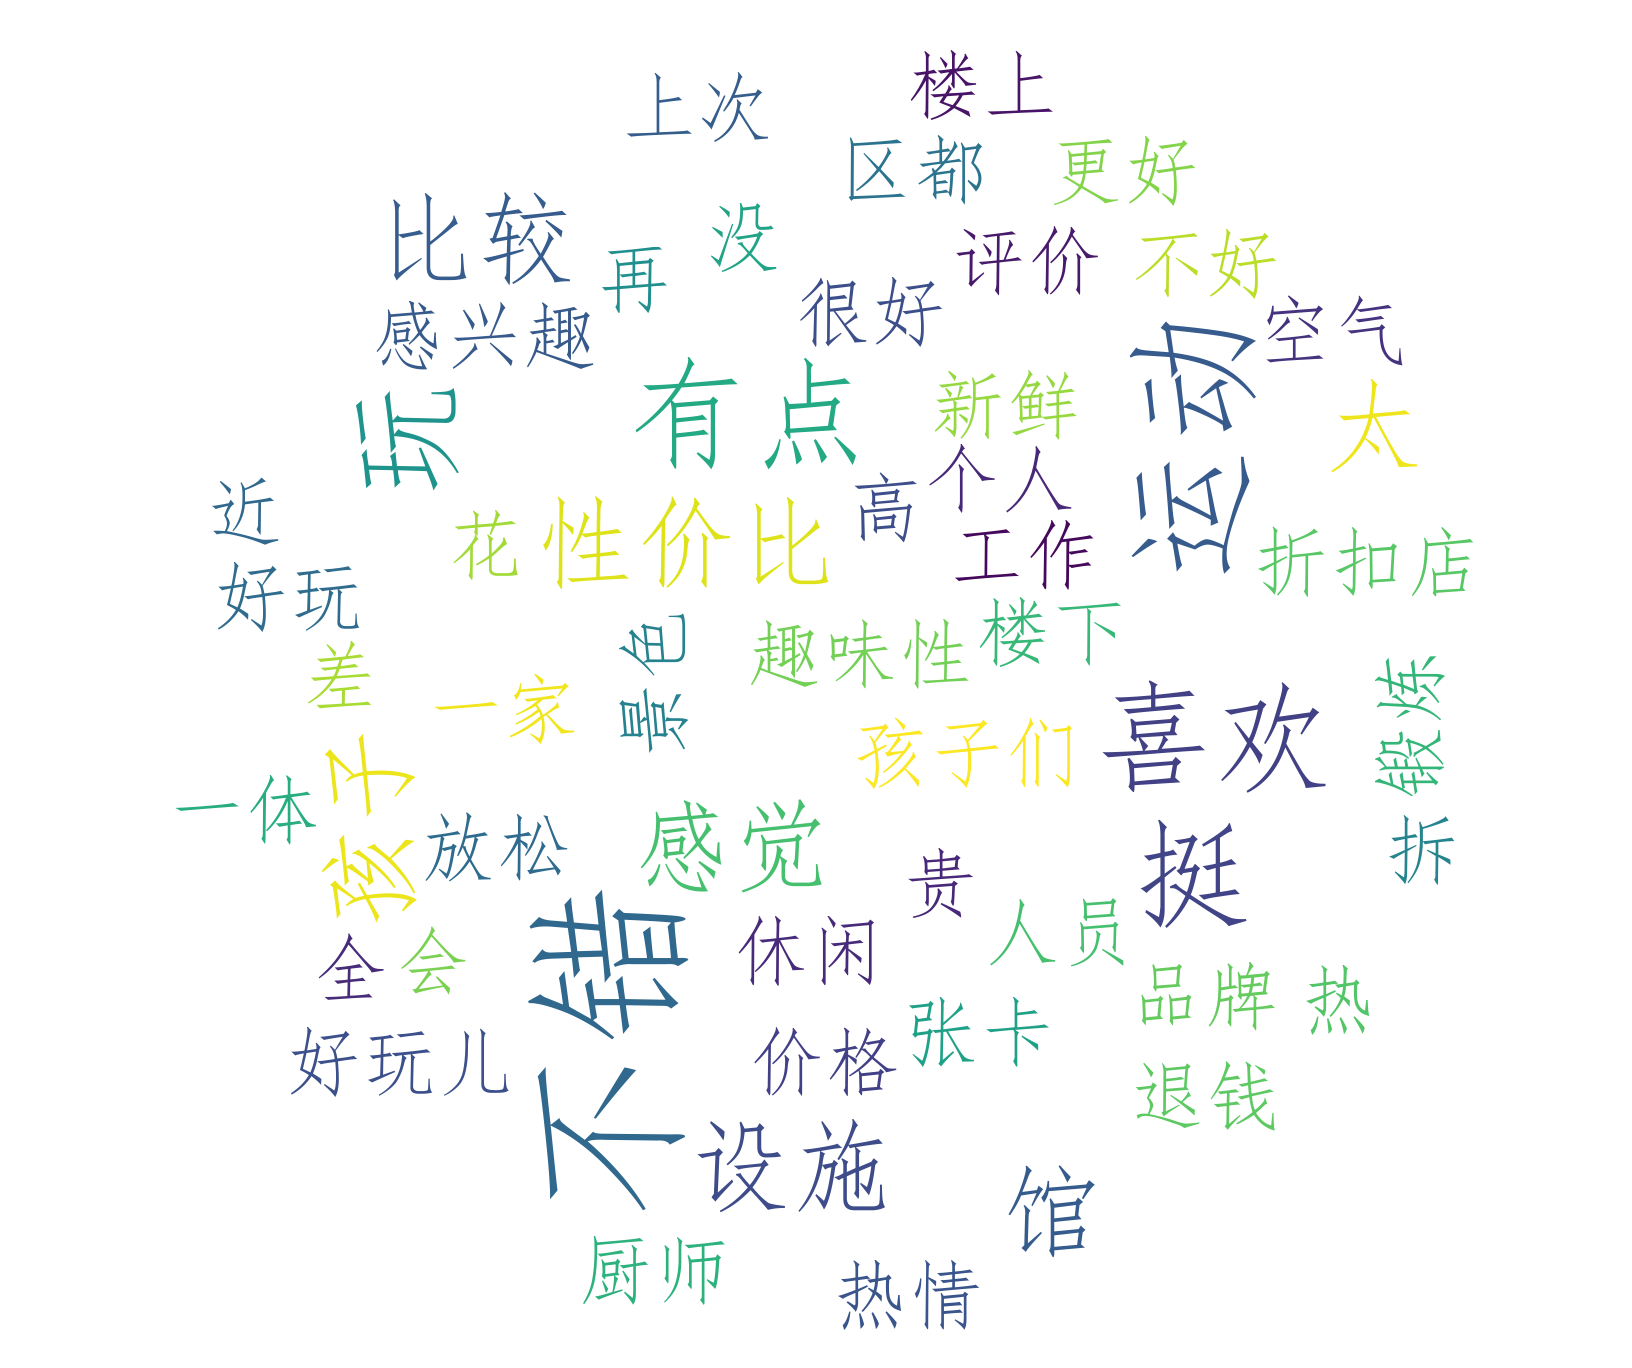 楼上
上次
区都
更好
比较
没
再
评价
不好
很好
感兴趣
空气
运动
玩
有点
新鲜
太
个人
近
高
花
性价比
工作
折扣店
好玩
景色
趣味性
楼下
差
一家
锻炼
孩子们
喜欢
孩子
一体
放松
感觉
挺
拆
贵
不错
休闲
人员
全
会
品牌
热
张卡
价格
好玩儿
退钱
设施
馆
厨师
热情